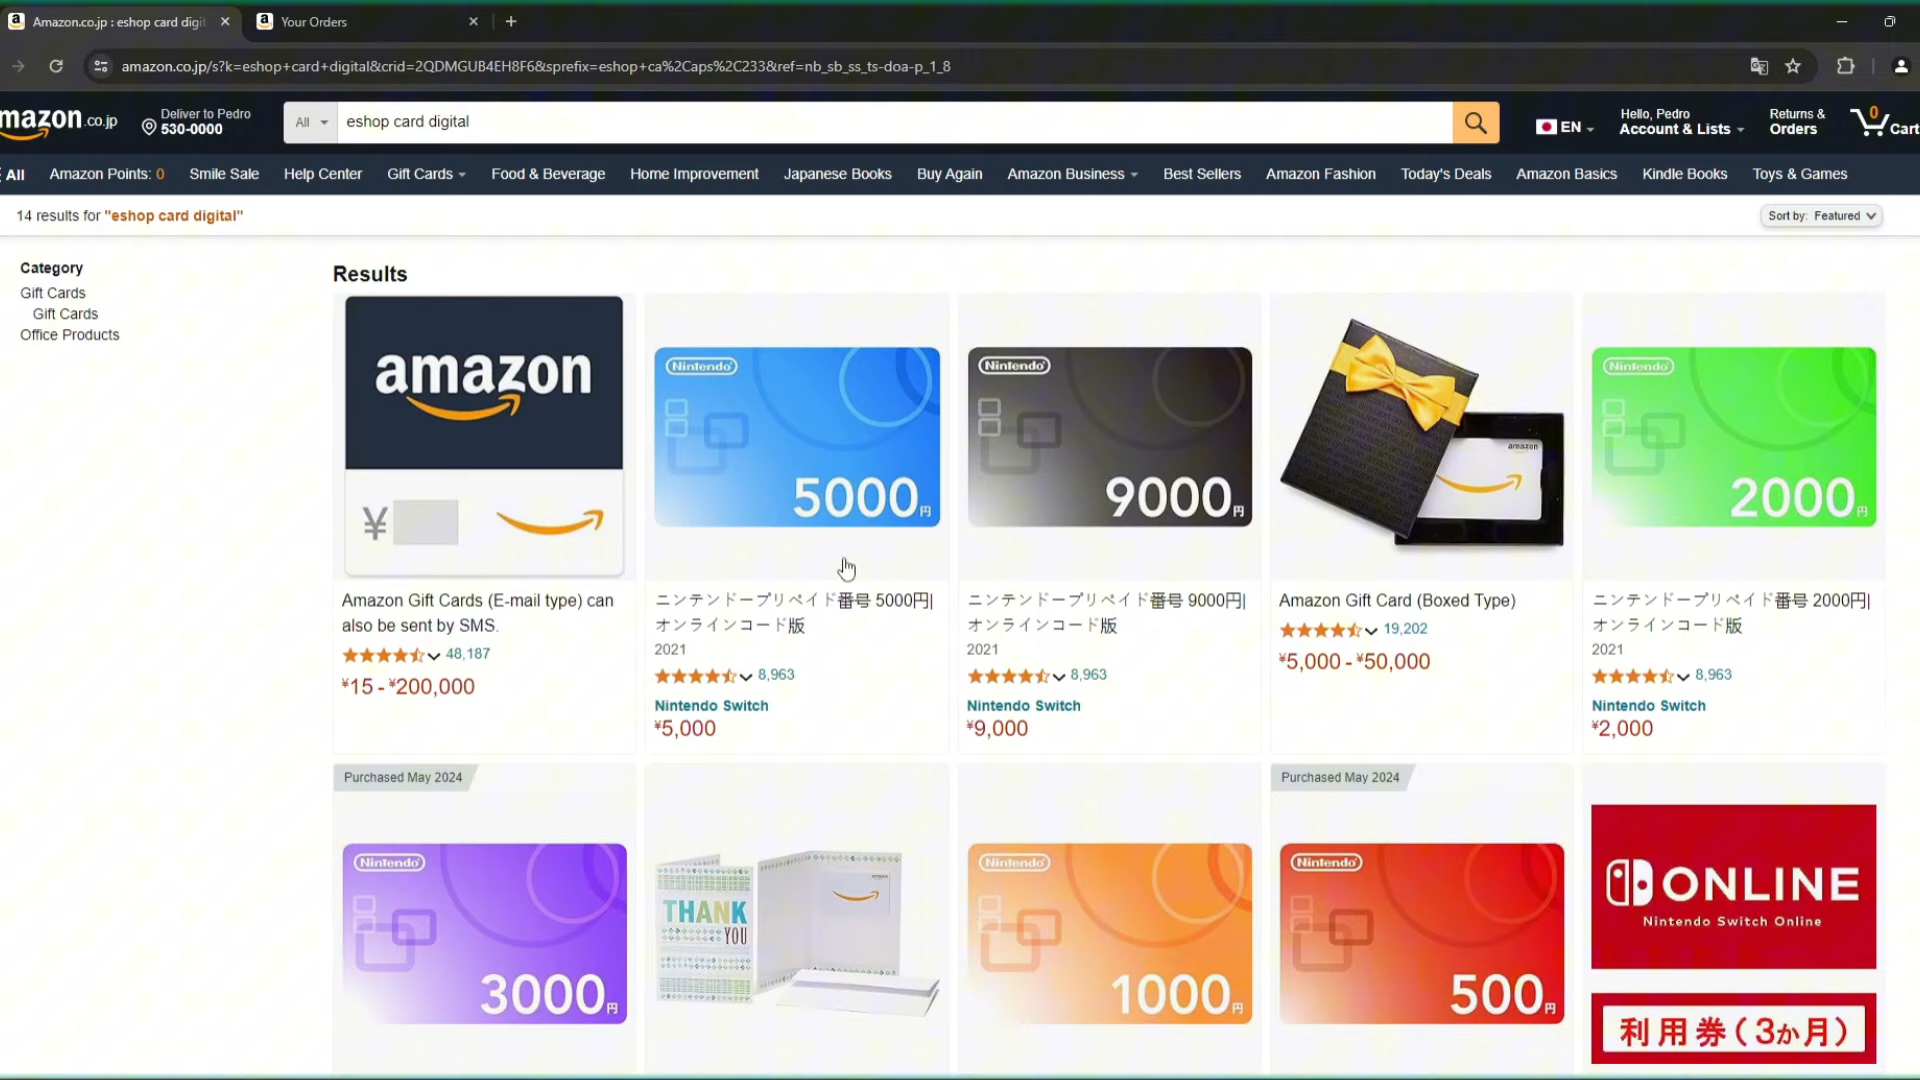 Amazon.co.jp : eshop card digit
Your Orders
amazon.co.jp/s?k=eshop+card+digital&crid=2QDMGUB4EH8F6&sprefix=eshop+ca%2Caps%2C233&ref=nb_sb_ss_ts-doa-p_1_8
mazon.co.jp
Deliver to Pedro
530-0000
All
eshop card digital
EN
Hello, Pedro
Account & Lists
Returns &
Orders
0
Cart
All
Amazon Points: 0
Smile Sale
Help Center
Gift Cards
Food & Beverage
Home Improvement
Japanese Books
Buy Again
Amazon Business
Best Sellers
Amazon Fashion
Today's Deals
Amazon Basics
Kindle Books
Toys & Games
14 results for "eshop card digital"
Sort by: Featured
Category
Gift Cards
Gift Cards
Office Products
Results
amazon
¥
Amazon Gift Cards (E-mail type) can
also be sent by SMS.
48,187
¥15 - ¥200,000
Nintendo
5000円
ニンテンドープリペイド番号 5000円|
オンラインコード版
2021
8,963
Nintendo Switch
¥5,000
Nintendo
9000円
ニンテンドープリペイド番号 9000円|
オンラインコード版
2021
8,963
Nintendo Switch
¥9,000
amazon
Amazon Gift Card (Boxed Type)
19,202
¥5,000 - ¥50,000
Nintendo
2000円
ニンテンドープリペイド番号 2000円|
オンラインコード版
2021
8,963
Nintendo Switch
¥2,000
Purchased May 2024
Nintendo
3000円
THANK
YOU
amazon
Nintendo
1000円
Purchased May 2024
Nintendo
500円
ONLINE
Nintendo Switch Online
利用券(3か月)